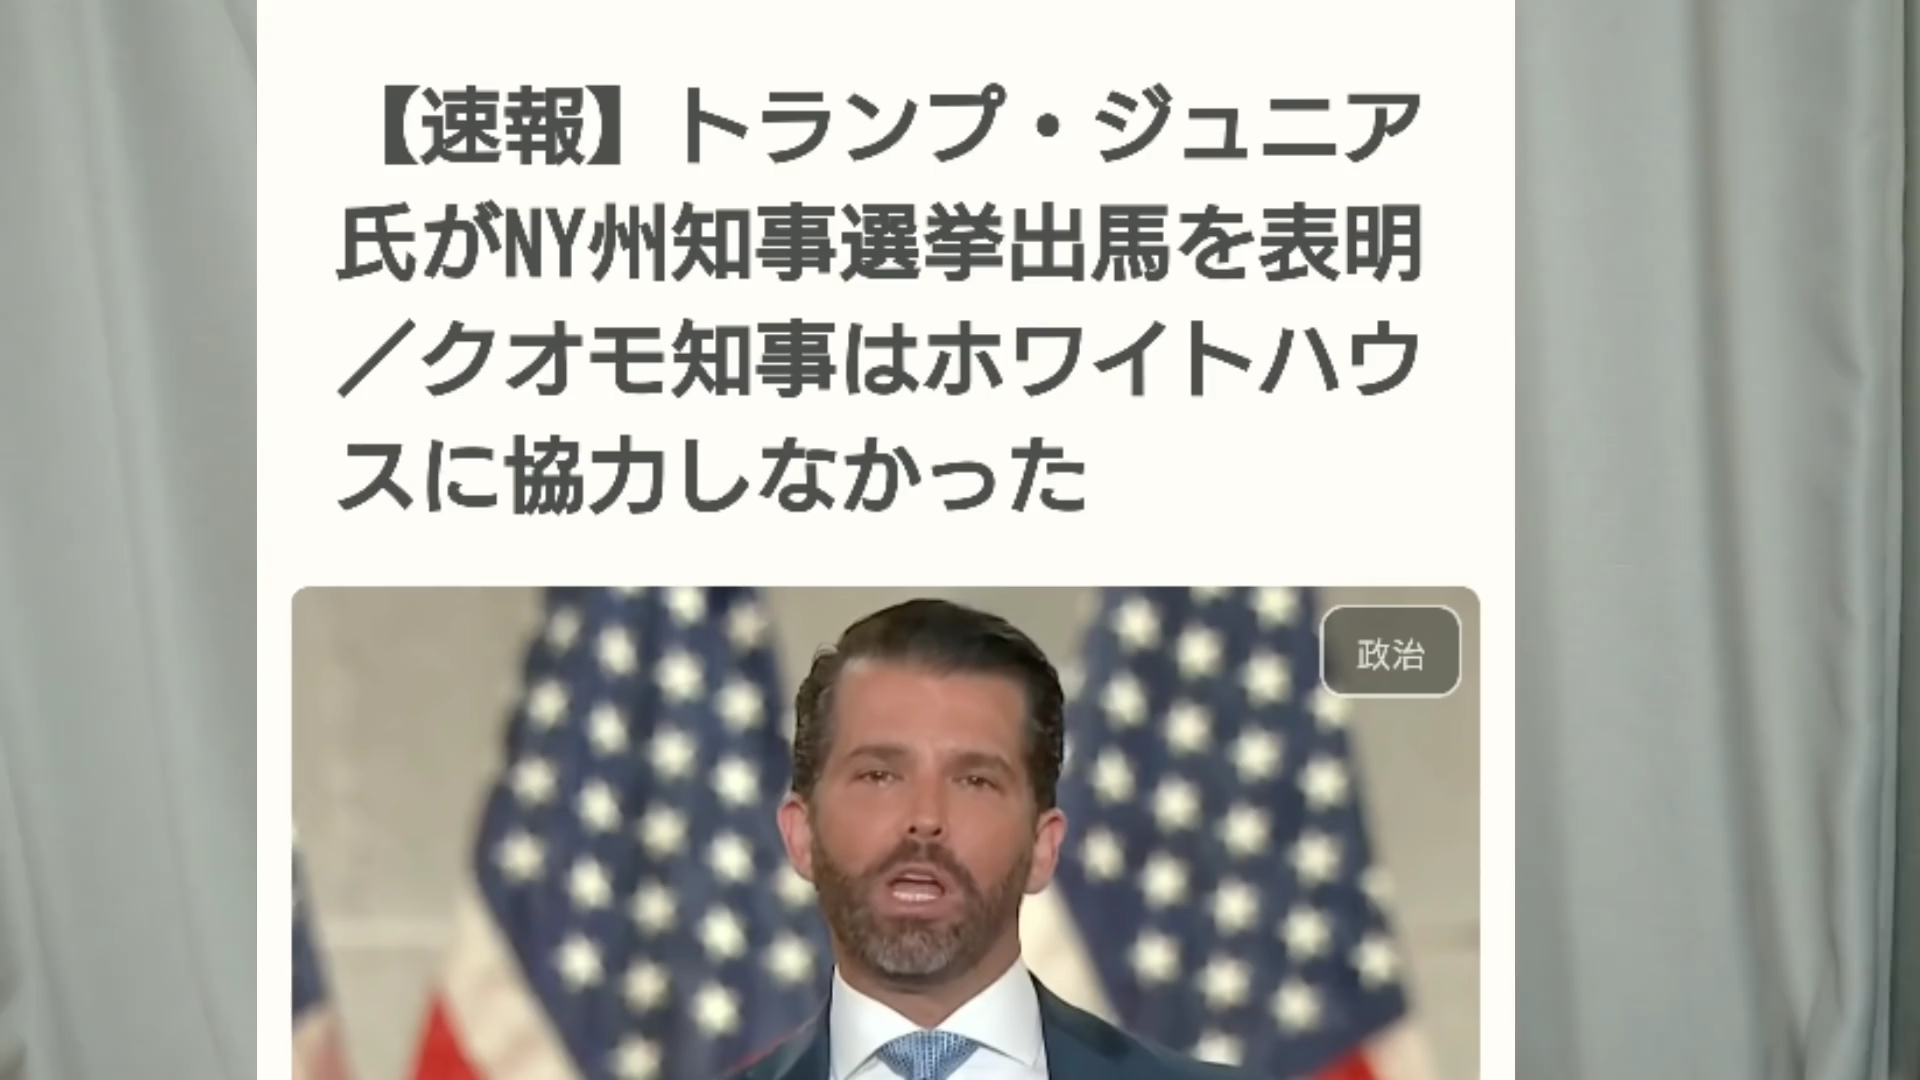 【速報】トランプ・ジュニア
氏がNY州知事選挙出馬を表明
／クオモ知事はホワイトハウ
スに協力しなかった
政治